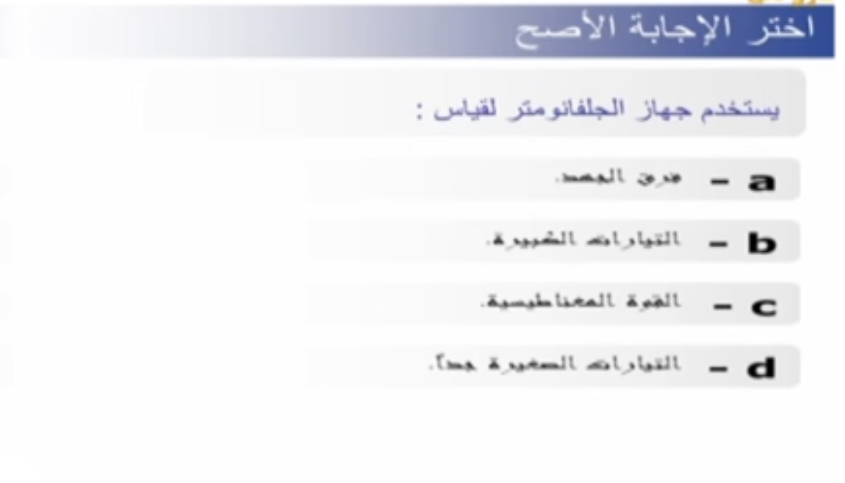 اختر الإجابة الأصح
يستخدم جهاز الجلفانومتر لقياس :
a - فرق الجهد.
b - التيارات الكبيرة.
c - القوة المغناطيسية.
d - التيارات الصغيرة جداً.